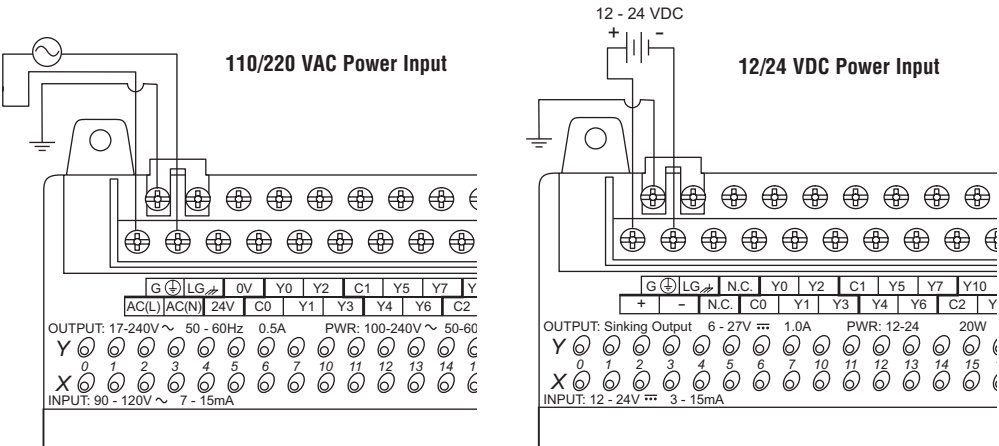 110/220 VAC Power Input
G LG 0V Y0 Y2 C1 Y5 Y7 Y
AC(L) AC(N) 24V C0 Y1 Y3 Y4 Y6 C2
OUTPUT: 17-240V ~ 50 - 60Hz 0.5A PWR: 100-240V ~ 50-60
Y
0 1 2 3 4 5 6 7 10 11 12 13 14 1
X
INPUT: 90 - 120V ~ 7 - 15mA
12 - 24 VDC
+ -
12/24 VDC Power Input
G LG N.C. Y0 Y2 C1 Y5 Y7 Y10
+ - N.C. C0 Y1 Y3 Y4 Y6 C2 Y
OUTPUT: Sinking Output 6 - 27V ⎓ 1.0A PWR: 12-24 20W
Y
0 1 2 3 4 5 6 7 10 11 12 13 14 15
X
INPUT: 12 - 24V ⎓ 3 - 15mA